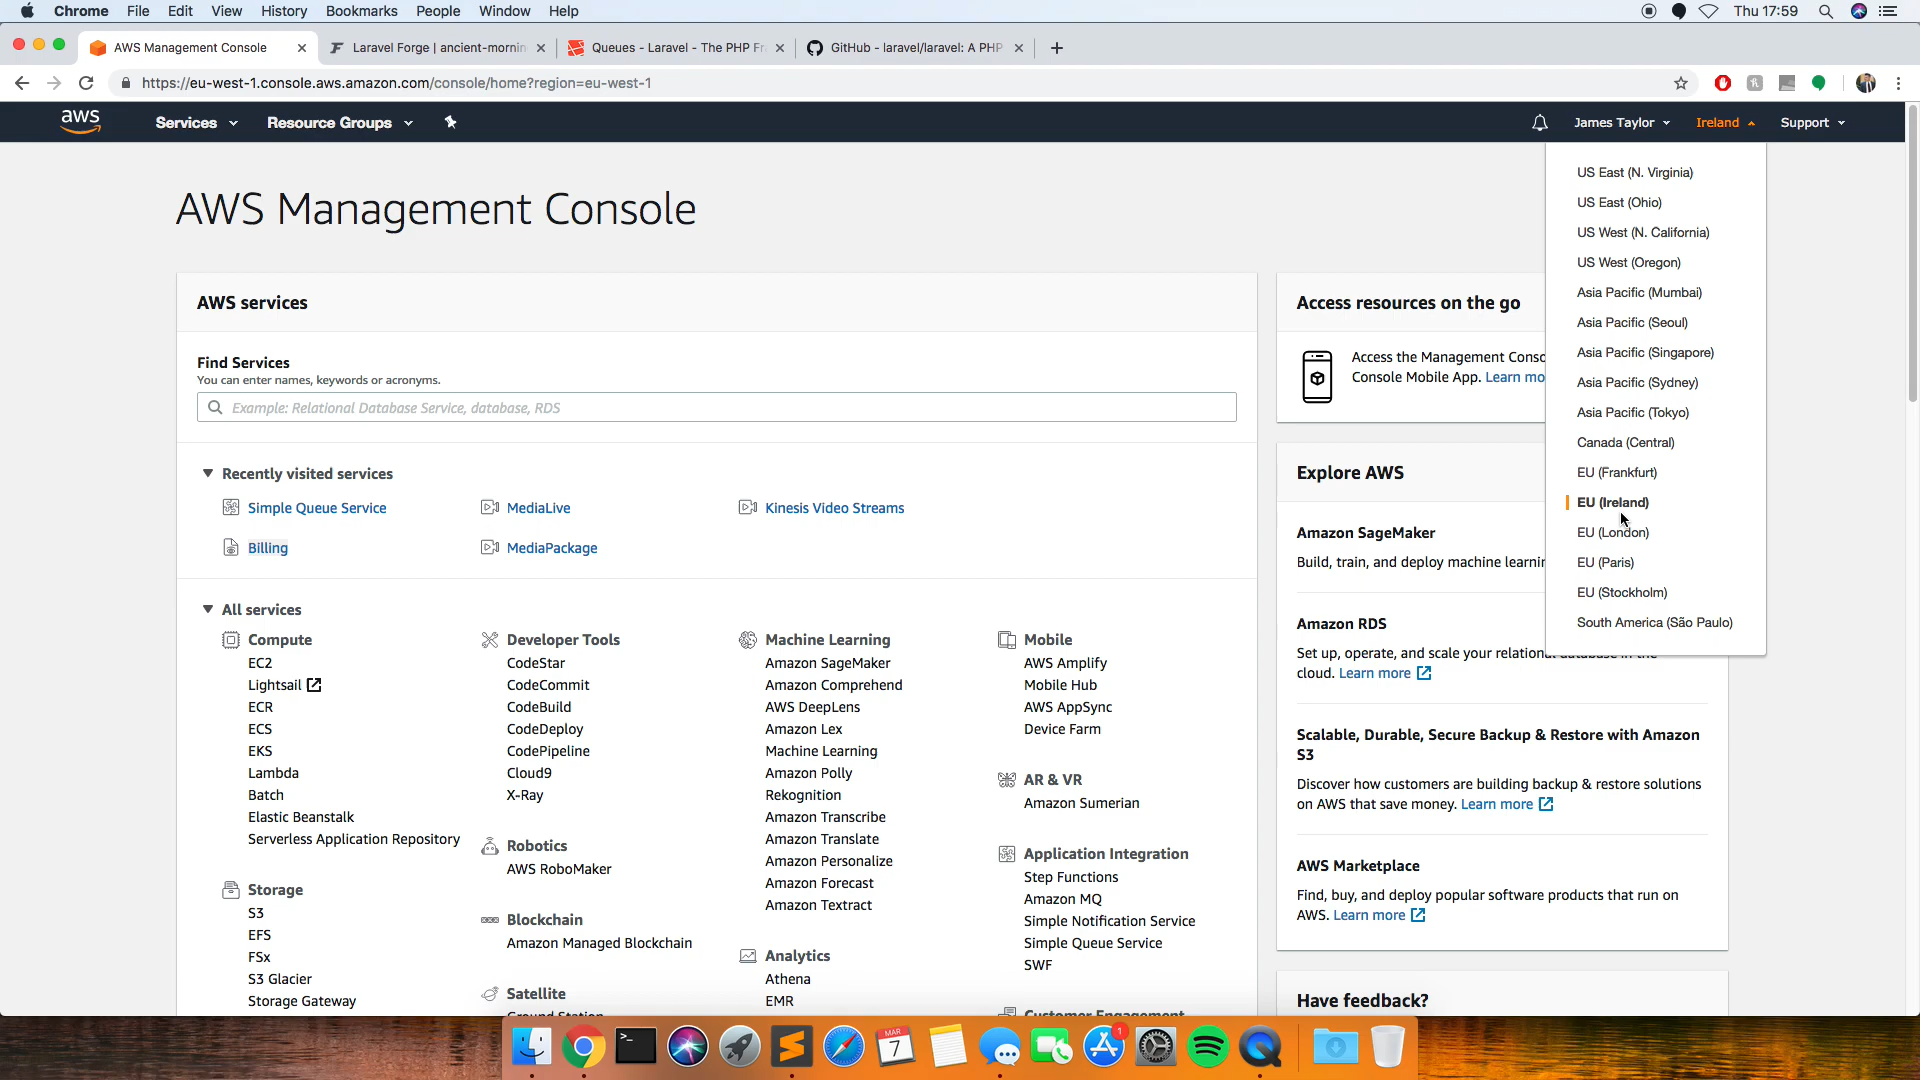 Chrome File Edit View History Bookmarks People Window Help Thu 17:59
AWS Management Console Laravel Forge | ancient-mornin Queues - Laravel - The PHP Fr GitHub - laravel/laravel: A PHP
https://eu-west-1.console.aws.amazon.com/console/home?region=eu-west-1
aws Services Resource Groups James Taylor Ireland Support
AWS Management Console
US East (N. Virginia)
US East (Ohio)
US West (N. California)
US West (Oregon)
Asia Pacific (Mumbai)
Asia Pacific (Seoul)
Asia Pacific (Singapore)
Asia Pacific (Sydney)
Asia Pacific (Tokyo)
Canada (Central)
EU (Frankfurt)
EU (Ireland)
EU (London)
EU (Paris)
EU (Stockholm)
South America (São Paulo)
AWS services
Find Services
You can enter names, keywords or acronyms.
Example: Relational Database Service, database, RDS
Recently visited services
Simple Queue Service MediaLive Kinesis Video Streams
Billing MediaPackage
All services
Compute
EC2
Lightsail
ECR
ECS
EKS
Lambda
Batch
Elastic Beanstalk
Serverless Application Repository
Storage
S3
EFS
FSx
S3 Glacier
Storage Gateway
Developer Tools
CodeStar
CodeCommit
CodeBuild
CodeDeploy
CodePipeline
Cloud9
X-Ray
Robotics
AWS RoboMaker
Blockchain
Amazon Managed Blockchain
Satellite
Ground Station
Machine Learning
Amazon SageMaker
Amazon Comprehend
AWS DeepLens
Amazon Lex
Machine Learning
Amazon Polly
Rekognition
Amazon Transcribe
Amazon Translate
Amazon Personalize
Amazon Forecast
Amazon Textract
Analytics
Athena
EMR
Mobile
AWS Amplify
Mobile Hub
AWS AppSync
Device Farm
AR & VR
Amazon Sumerian
Application Integration
Step Functions
Amazon MQ
Simple Notification Service
Simple Queue Service
SWF
Customer Engagement
Access resources on the go
Access the Management Conso
Console Mobile App. Learn mo
Explore AWS
Amazon SageMaker
Build, train, and deploy machine learnin
Amazon RDS
Set up, operate, and scale your relational database in the
cloud. Learn more
Scalable, Durable, Secure Backup & Restore with Amazon
S3
Discover how customers are building backup & restore solutions
on AWS that save money. Learn more
AWS Marketplace
Find, buy, and deploy popular software products that run on
AWS. Learn more
Have feedback?
MAR
7
1